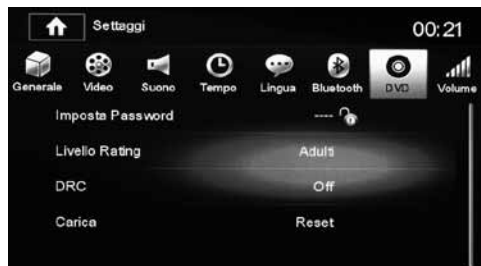 Settaggi 00:21
Generale Video Suono Tempo Lingua Bluetooth DVD Volume
Imposta Password ----
Livello Rating Adulti
DRC Off
Carica Reset